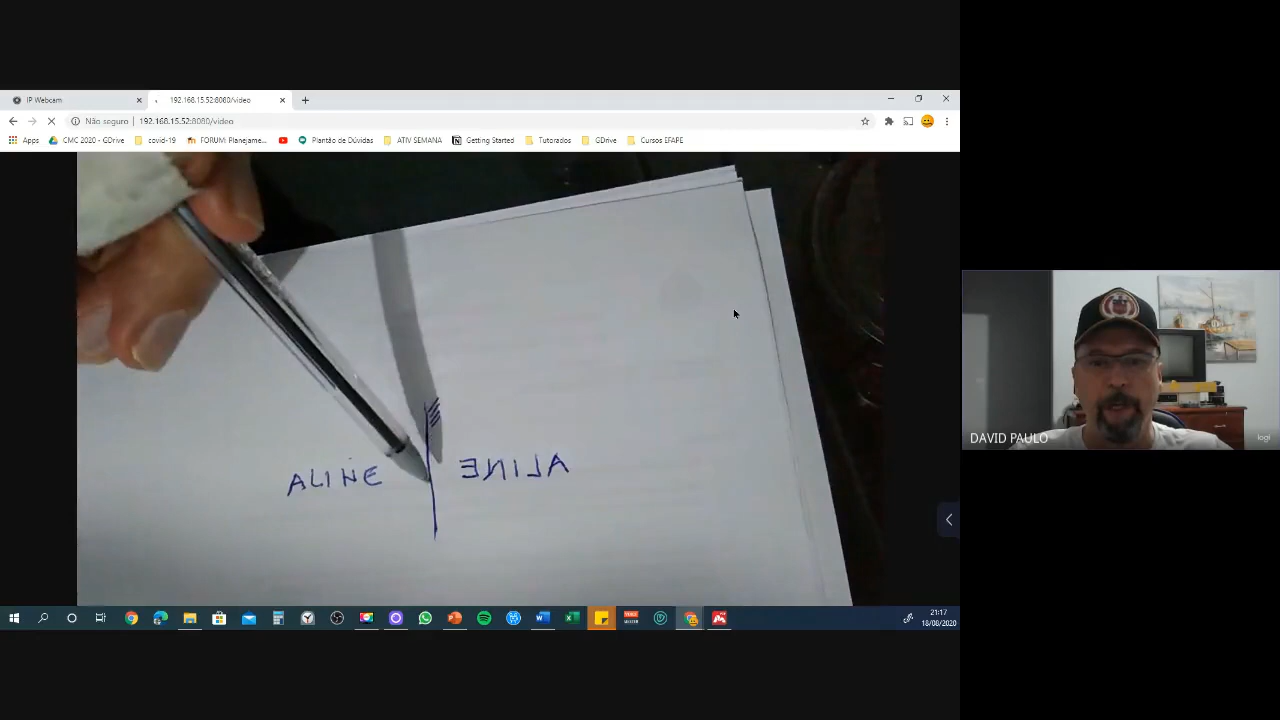 IP Webcam
192.168.15.52:8080/video
Não seguro
192.168.15.52:8080/video
Apps
CMC 2020 - GDrive
covid-19
FORUM: Planejame...
Plantão de Dúvidas
ATIV SEMANA
Getting Started
Tutorados
GDrive
Cursos EFAPE
ALINE ALINE
DAVID PAULO
logi
21:17
18/08/2020